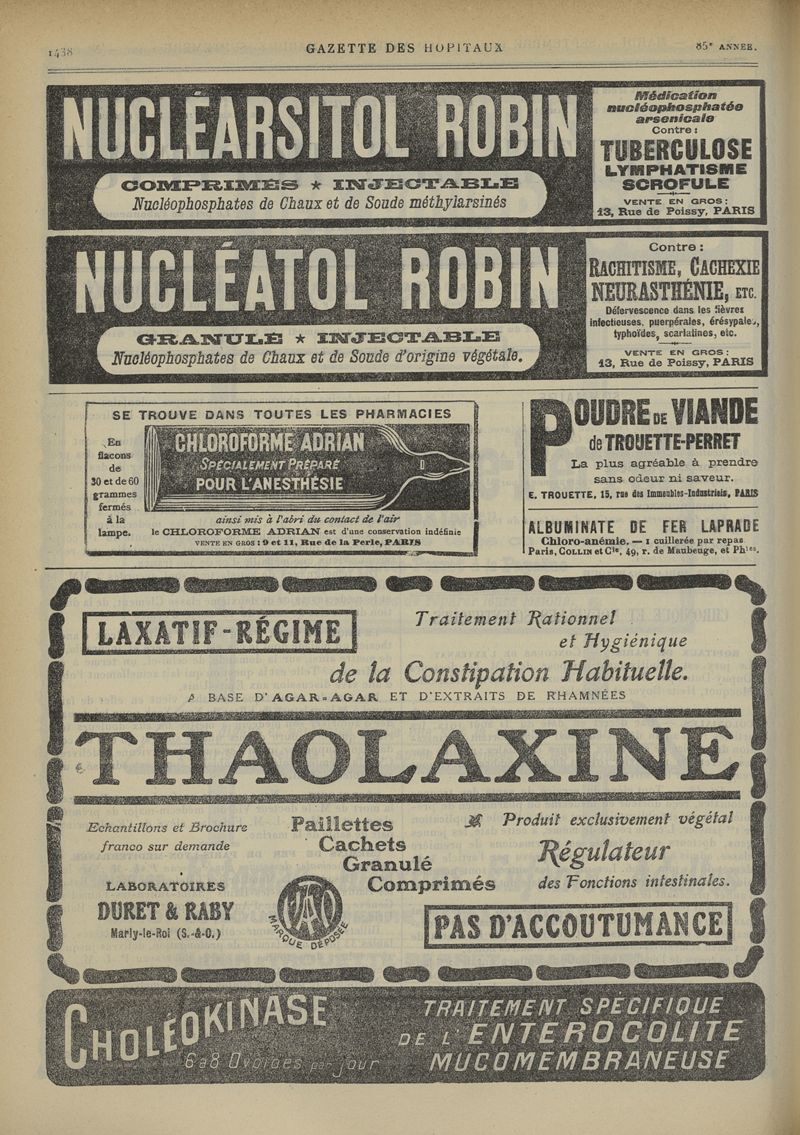 1438
GAZETTE DES HOPITAUX
85e ANNÉE.
NUCLÉARSITOL ROBIN
COMPRIMÉS ★ INJECTABLE
Nucléophosphates de Chaux et de Soude méthylarsinés
Médication
nucléophosphatée
arsenicale
Contre :
TUBERCULOSE
LYMPHATISME
SCROFULE
VENTE EN GROS :
13, Rue de Poissy, PARIS
NUCLÉATOL ROBIN
GRANULÉ ★ INJECTABLE
Nucléophosphates de Chaux et de Soude d'origine végétale.
Contre :
RACHITISME, CACHEXIE
NEURASTHÉNIE, ETC.
Défervescence dans les fièvres
infectieuses, puerpérales, érésypales,
typhoïdes, scarlatines, etc.
VENTE EN GROS :
13, Rue de Poissy, PARIS
SE TROUVE DANS TOUTES LES PHARMACIES
En
flacons
de
30 et de 60
grammes
fermés
à la
lampe.
CHLOROFORME ADRIAN
SPÉCIALEMENT PRÉPARÉ
POUR L'ANESTHÉSIE
ainsi mis à l'abri du contact de l'air
le CHLOROFORME ADRIAN est d'une conservation indéfinie
VENTE EN GROS : 9 et 11, Rue de la Perle, PARIS
POUDRE DE VIANDE
de TROUETTE-PERRET
La plus agréable à prendre
sans odeur ni saveur.
E. TROUETTE, 15, rue des Immeubles-Industriels, PARIS
ALBUMINATE DE FER LAPRADE
Chloro-anémie. — 1 cuillerée par repas
Paris, COLLIN et Cie, 49, r. de Maubeuge, et Phies.
LAXATIF-RÉGIME
Traitement Rationnel
et Hygiénique
de la Constipation Habituelle.
A BASE D'AGAR-AGAR ET D'EXTRAITS DE RHAMNÉES
THAOLAXINE
Echantillons et Brochure
franco sur demande
LABORATOIRES
DURET & RABY
Marly-le-Roi (S.-&-O.)
Paillettes
Cachets
Granulé
Comprimés
MARQUE DÉPOSÉE
Produit exclusivement végétal
Régulateur
des Fonctions intestinales.
PAS D'ACCOUTUMANCE
CHOLÉOKINASE
6 à 8 Ovoïdes par jour
TRAITEMENT SPÉCIFIQUE
DE L'ENTEROCOLITE
MUCOMEMBRANEUSE